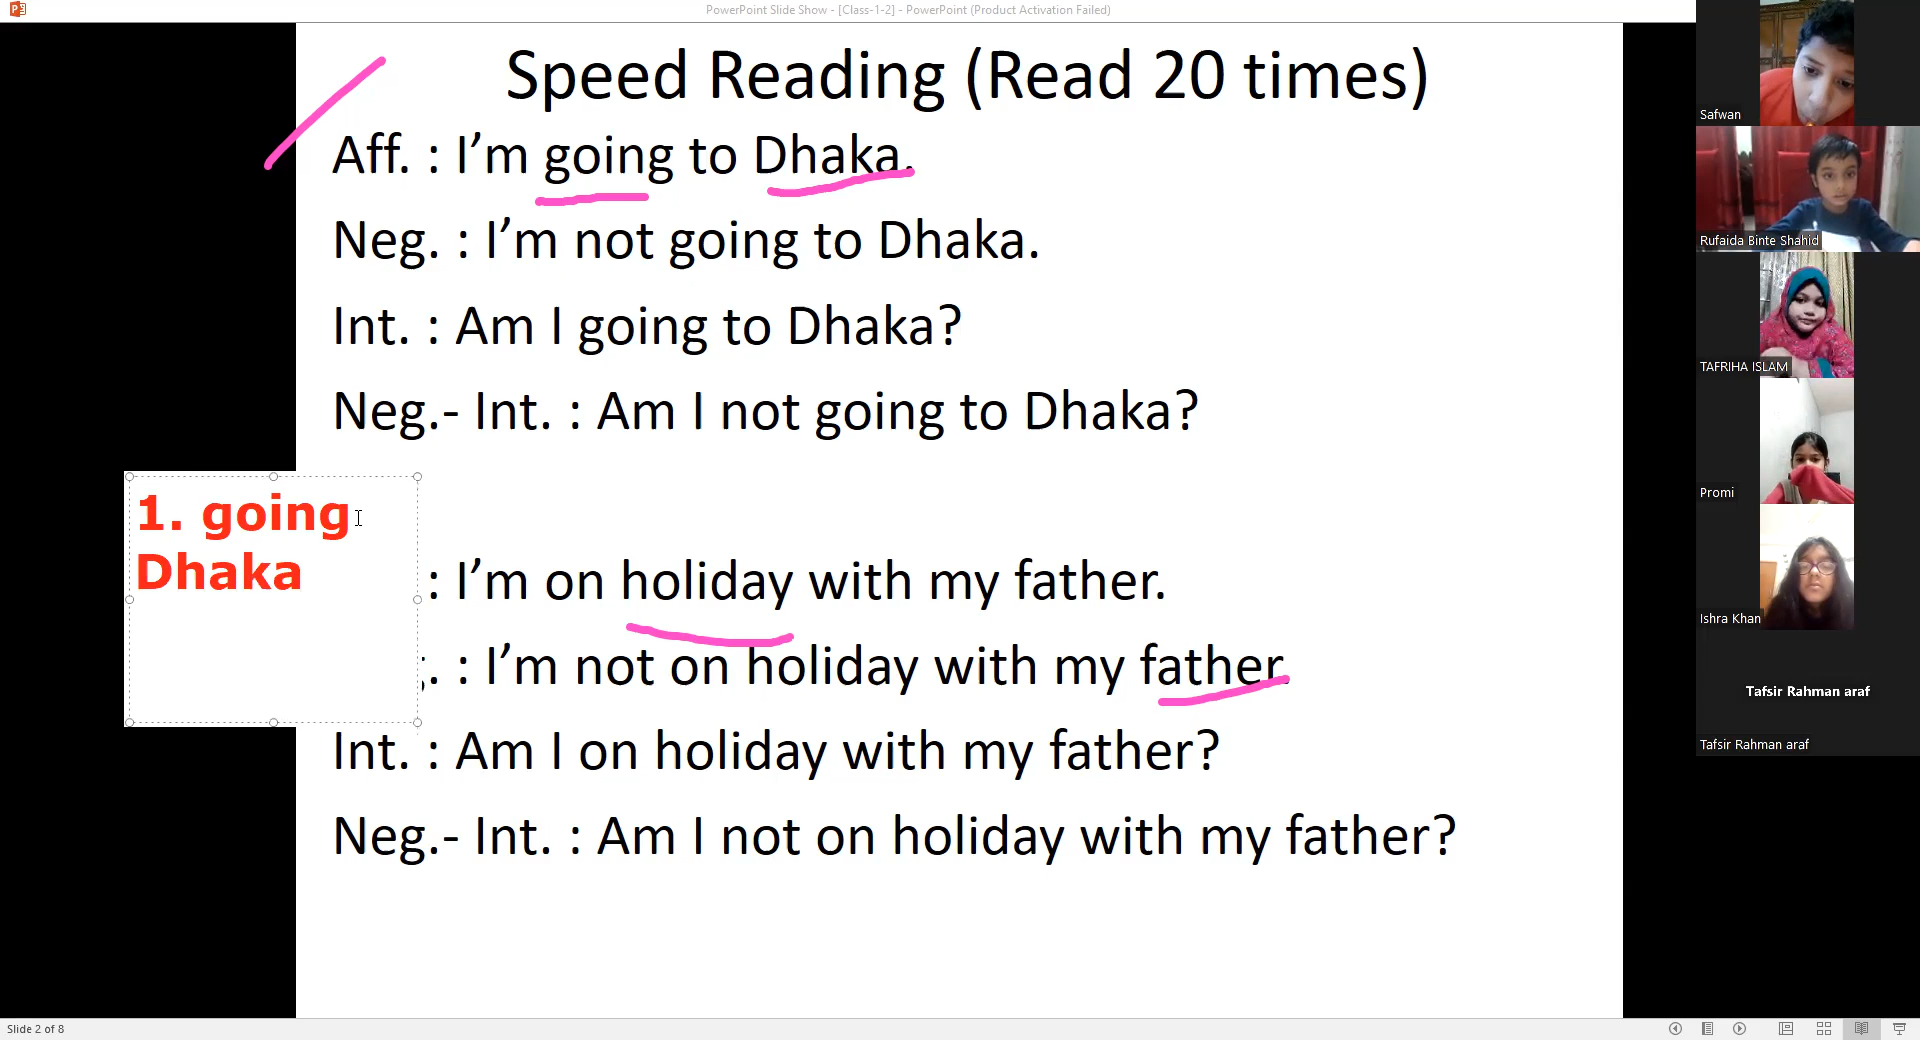 PowerPoint Slide Show - [Class-1-2] - PowerPoint (Product Activation Failed)
Speed Reading (Read 20 times)
Aff. : I’m going to Dhaka.
Neg. : I’m not going to Dhaka.
Int. : Am I going to Dhaka?
Neg.- Int. : Am I not going to Dhaka?
1. going
Dhaka
: I’m on holiday with my father.
. : I’m not on holiday with my father.
Int. : Am I on holiday with my father?
Neg.- Int. : Am I not on holiday with my father?
Safwan
Rufaida Binte Shahid
TAFRIHA ISLAM
Promi
Ishra Khan
Tafsir Rahman araf
Tafsir Rahman araf
Slide 2 of 8